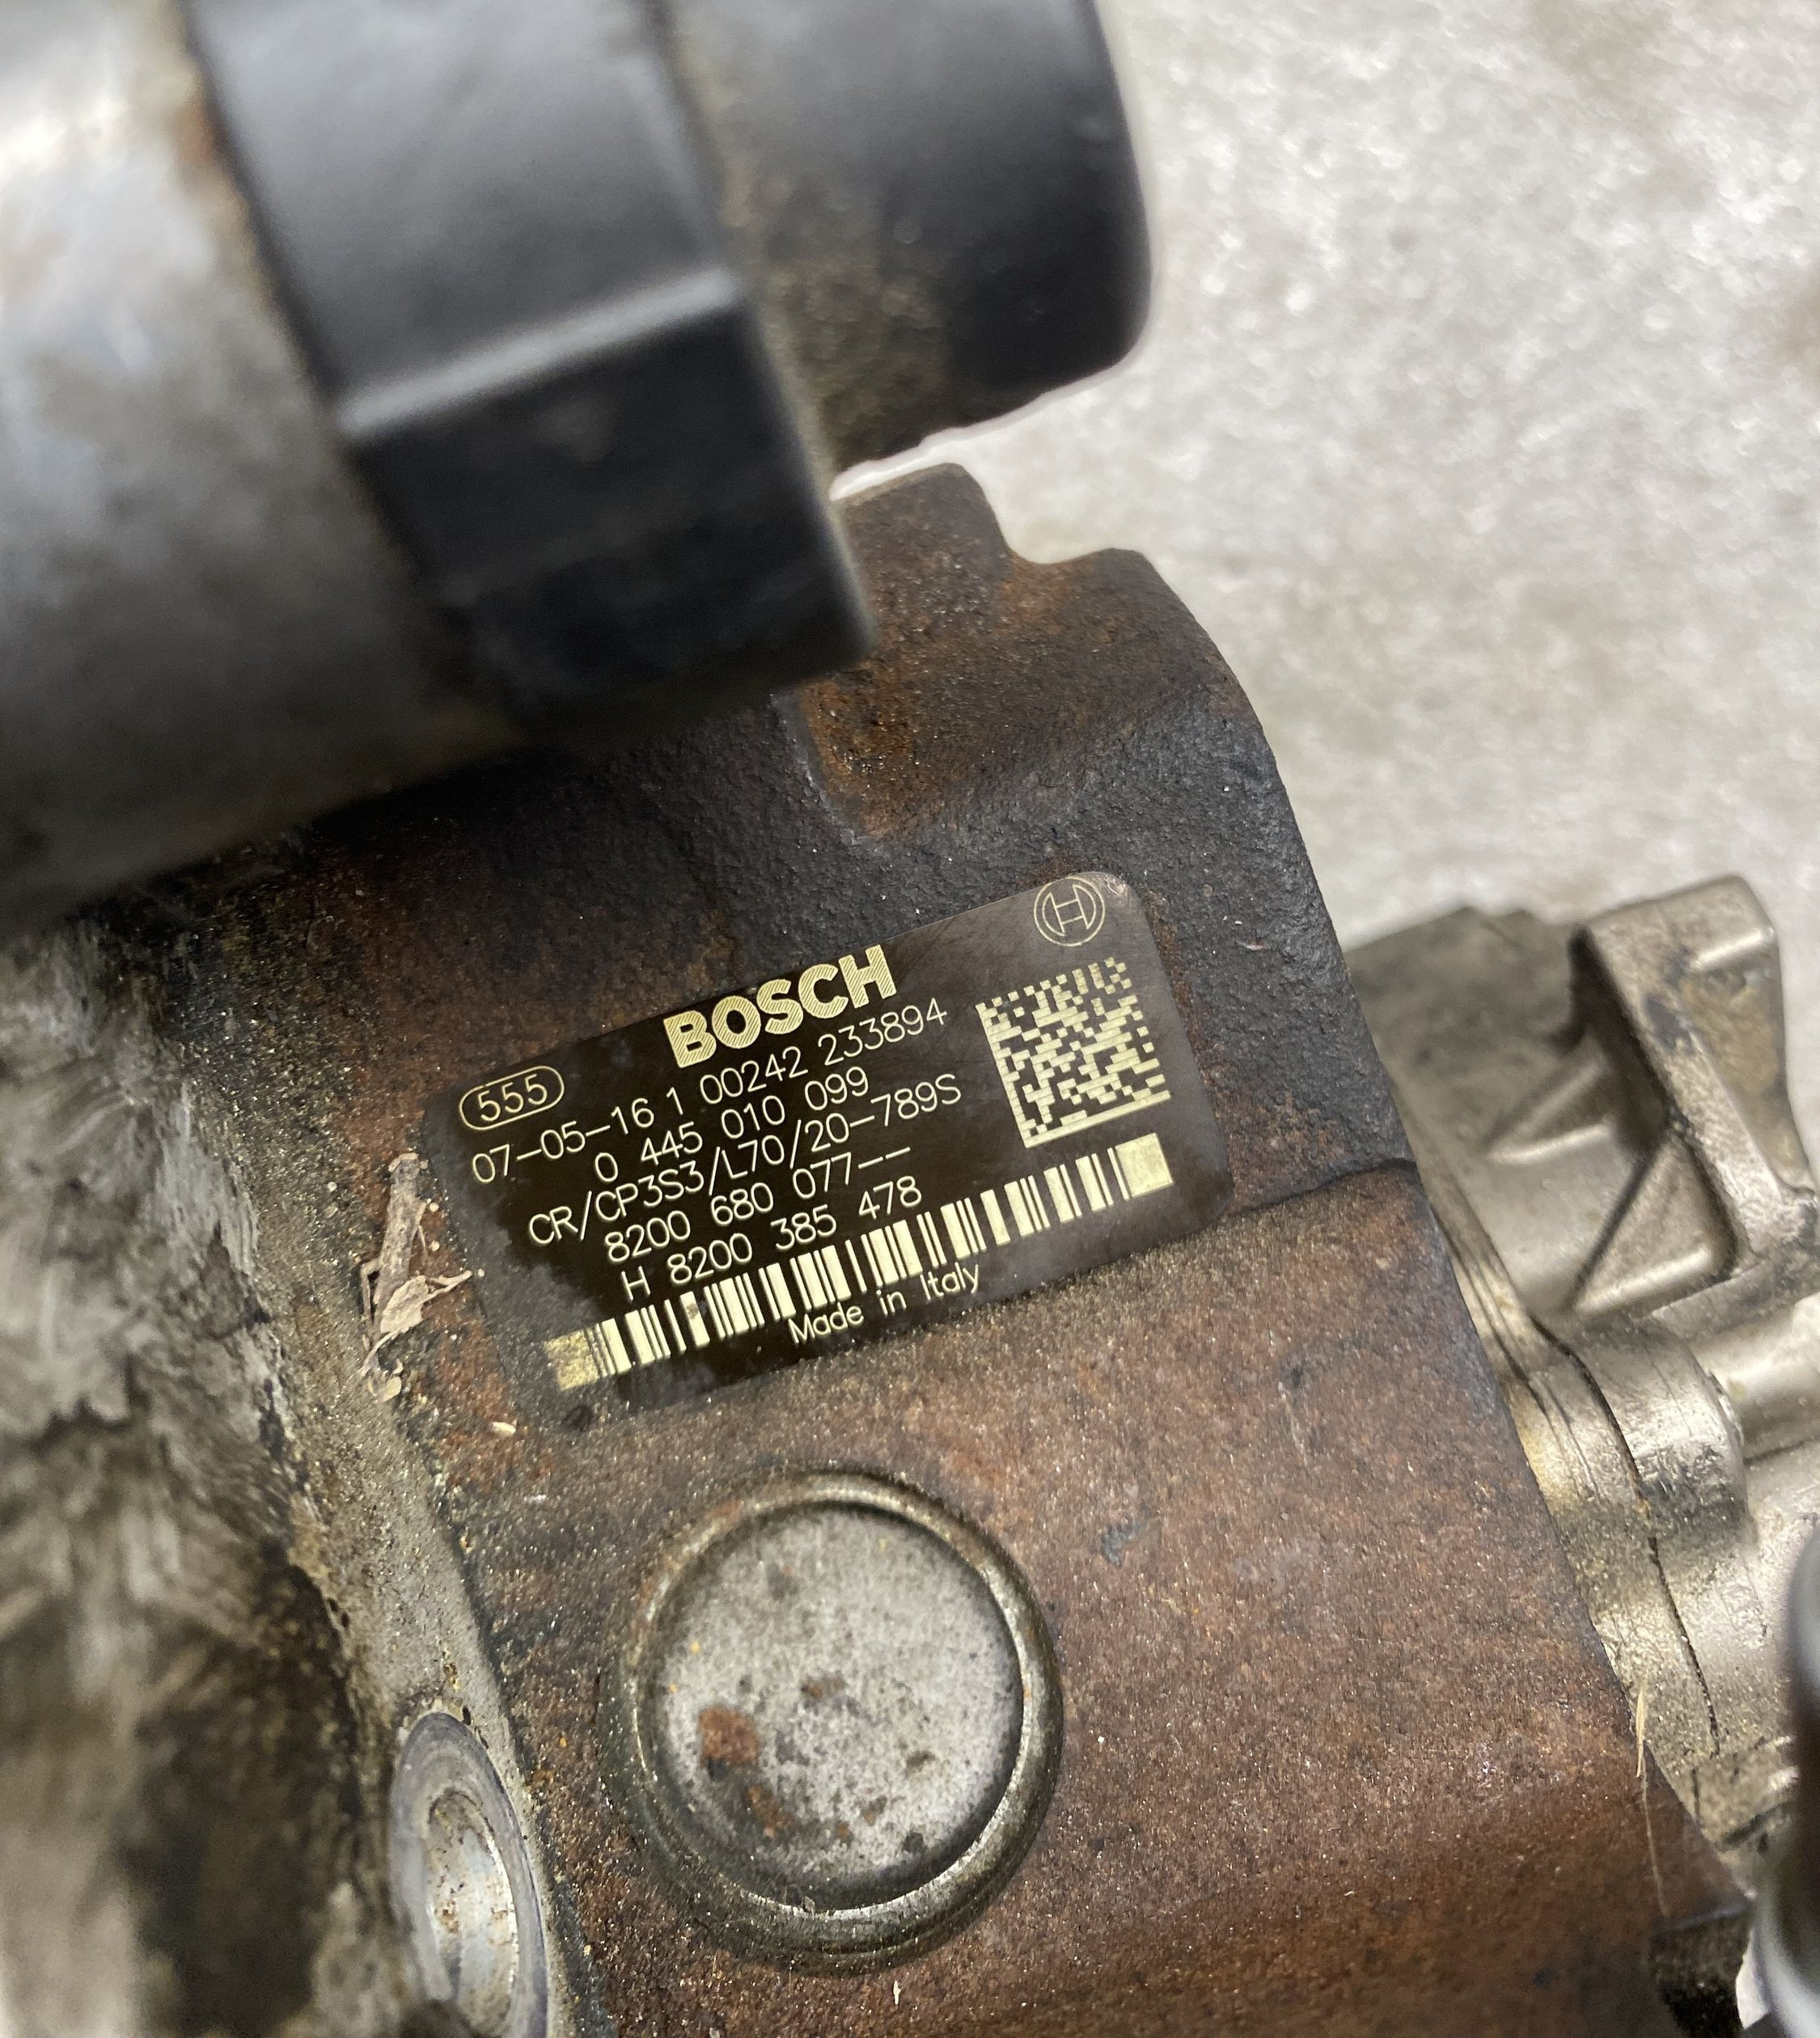 BOSCH
555
07-05-16 1 00242 233894
0 445 010 099
CR/CP3S3/L70/20-789S
8200 680 077--
H 8200 385 478
Made in Italy